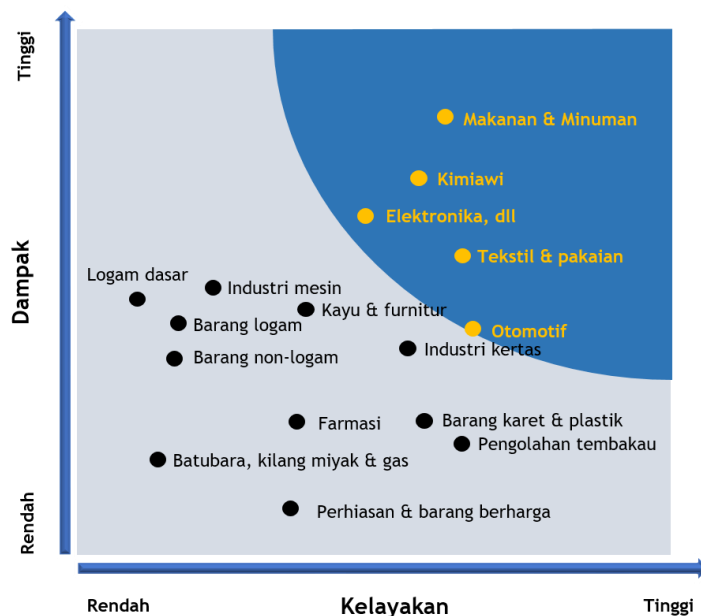 Tinggi
Makanan & Minuman
Kimiawi
Elektronika, dll
Tekstil & pakaian
Dampak
Logam dasar
Industri mesin
Kayu & furnitur
Barang logam
Otomotif
Industri kertas
Barang non-logam
Farmasi
Barang karet & plastik
Pengolahan tembakau
Batubara, kilang miyak & gas
Perhiasan & barang berharga
Rendah
Rendah
Kelayakan
Tinggi